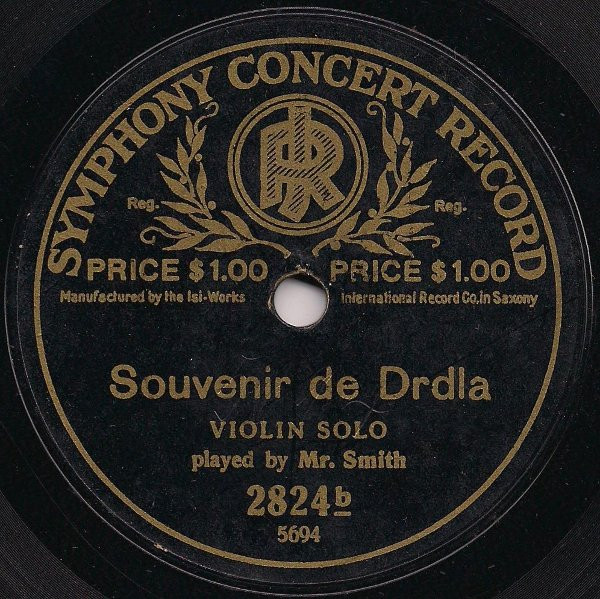 SYMPHONY CONCERT RECORD
Reg. Reg.
PRICE $1.00 PRICE $1.00
Manufactured by the Isi-Works International Record Co, in Saxony
Souvenir de Drdla
VIOLIN SOLO
played by Mr. Smith
2824b
5694